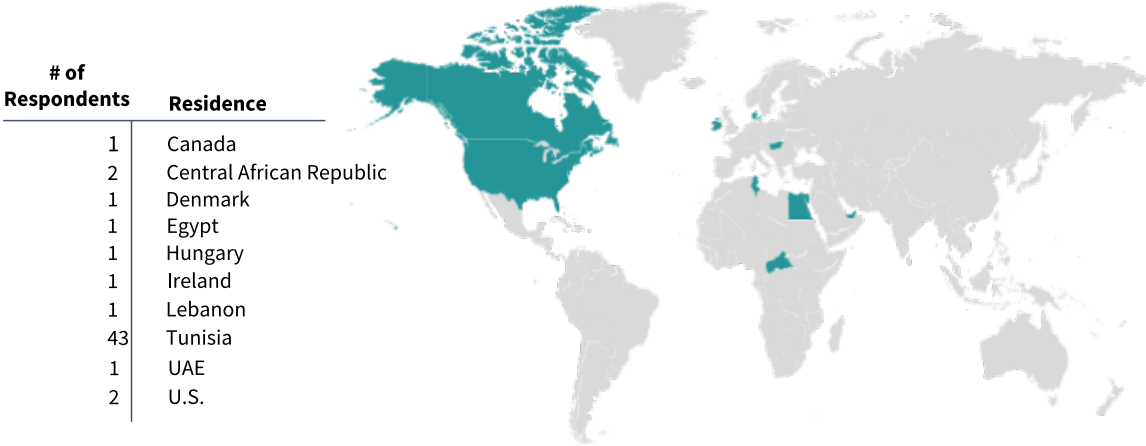 # of
Respondents Residence
1 Canada
2 Central African Republic
1 Denmark
1 Egypt
1 Hungary
1 Ireland
1 Lebanon
43 Tunisia
1 UAE
2 U.S.